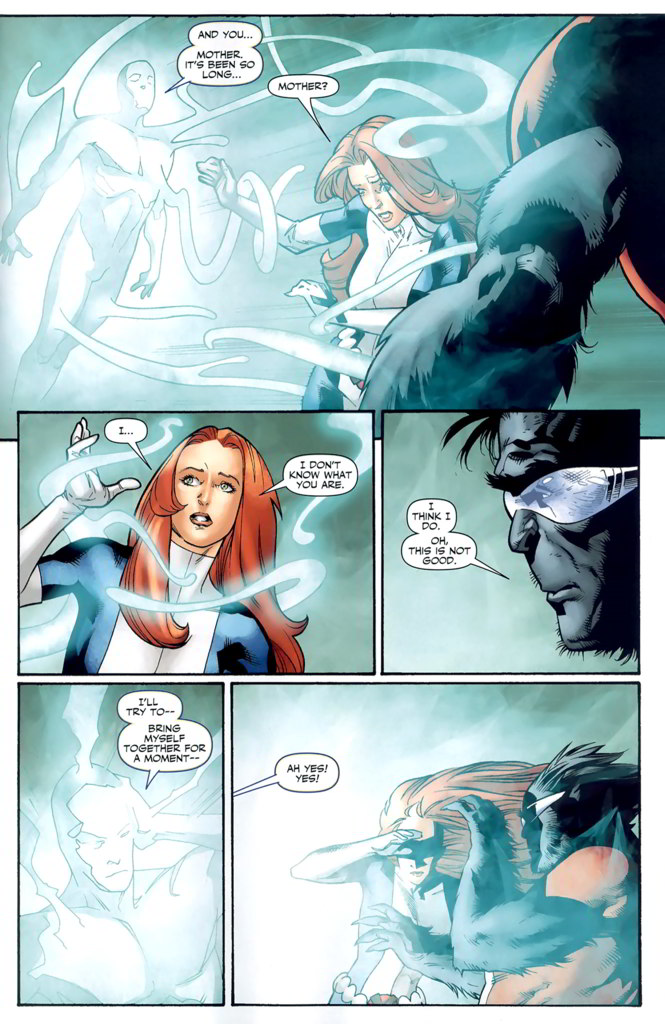 AND YOU...
MOTHER.
IT'S BEEN SO
LONG...
MOTHER?
I...
I DON'T
KNOW WHAT
YOU ARE.
I
THINK I
DO.
OH,
THIS IS NOT
GOOD.
I'LL
TRY TO--
BRING
MYSELF
TOGETHER FOR
A MOMENT--
AH YES!
YES!